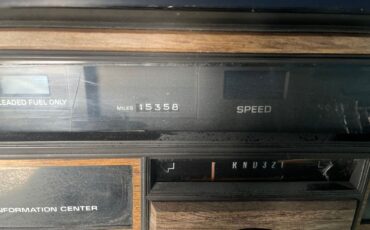 LEADED FUEL ONLY
MILES 15358
SPEED
INFORMATION CENTER